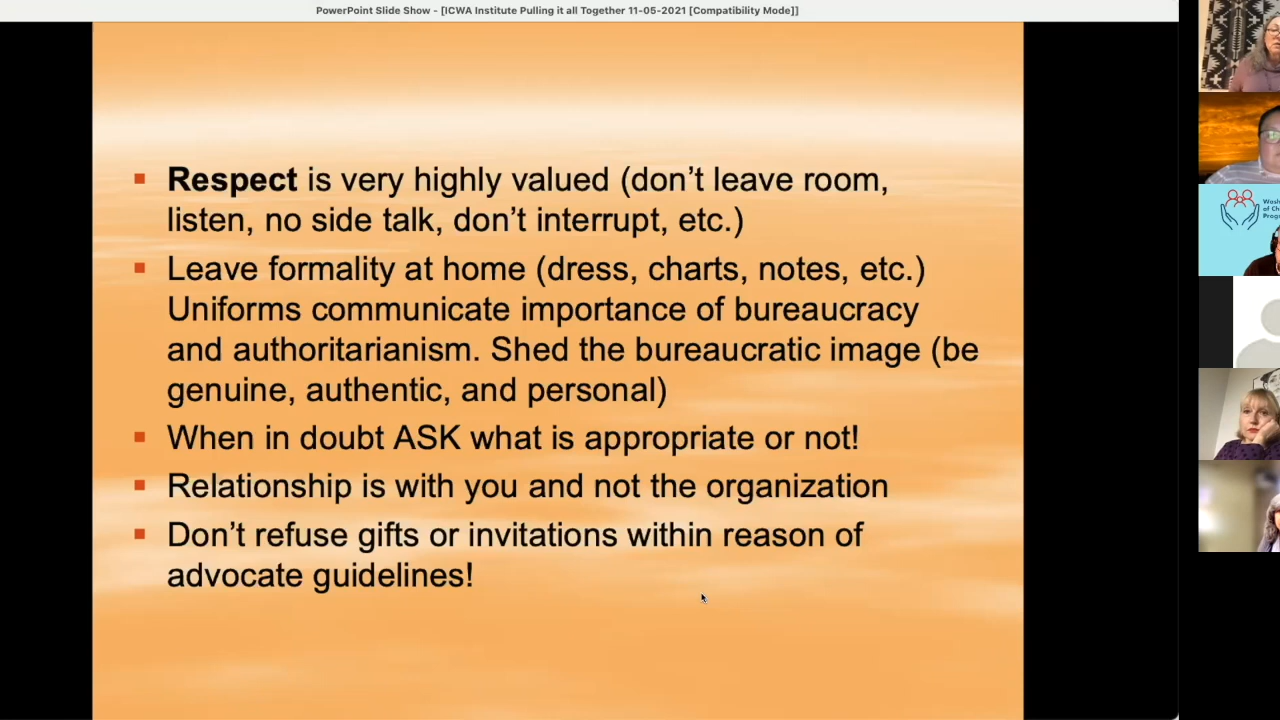 PowerPoint Slide Show - [ICWA Institute Pulling it all Together 11-05-2021 [Compatibility Mode]]
▪ Respect is very highly valued (don’t leave room,
listen, no side talk, don’t interrupt, etc.)
▪ Leave formality at home (dress, charts, notes, etc.)
Uniforms communicate importance of bureaucracy
and authoritarianism. Shed the bureaucratic image (be
genuine, authentic, and personal)
▪ When in doubt ASK what is appropriate or not!
▪ Relationship is with you and not the organization
▪ Don’t refuse gifts or invitations within reason of
advocate guidelines!